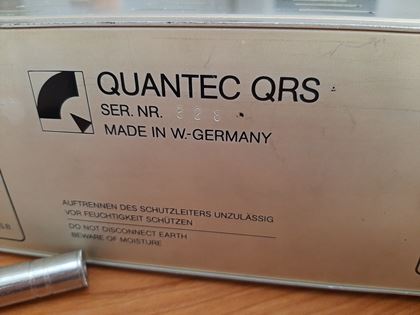 QUANTEC QRS
SER. NR.
MADE IN W.-GERMANY
AUFTRENNEN DES SCHUTZLEITERS UNZULÄSSIG
VOR FEUCHTIGKEIT SCHÜTZEN
DO NOT DISCONNECT EARTH
BEWARE OF MOISTURE